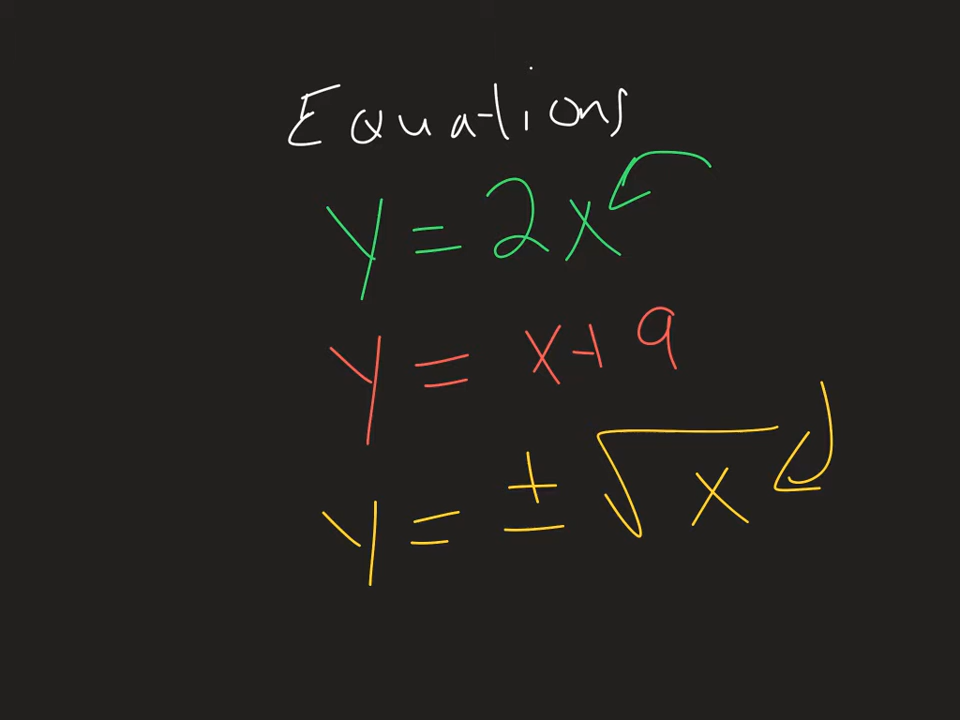 Equations
y = 2x
y = x + 9
y = ± √x